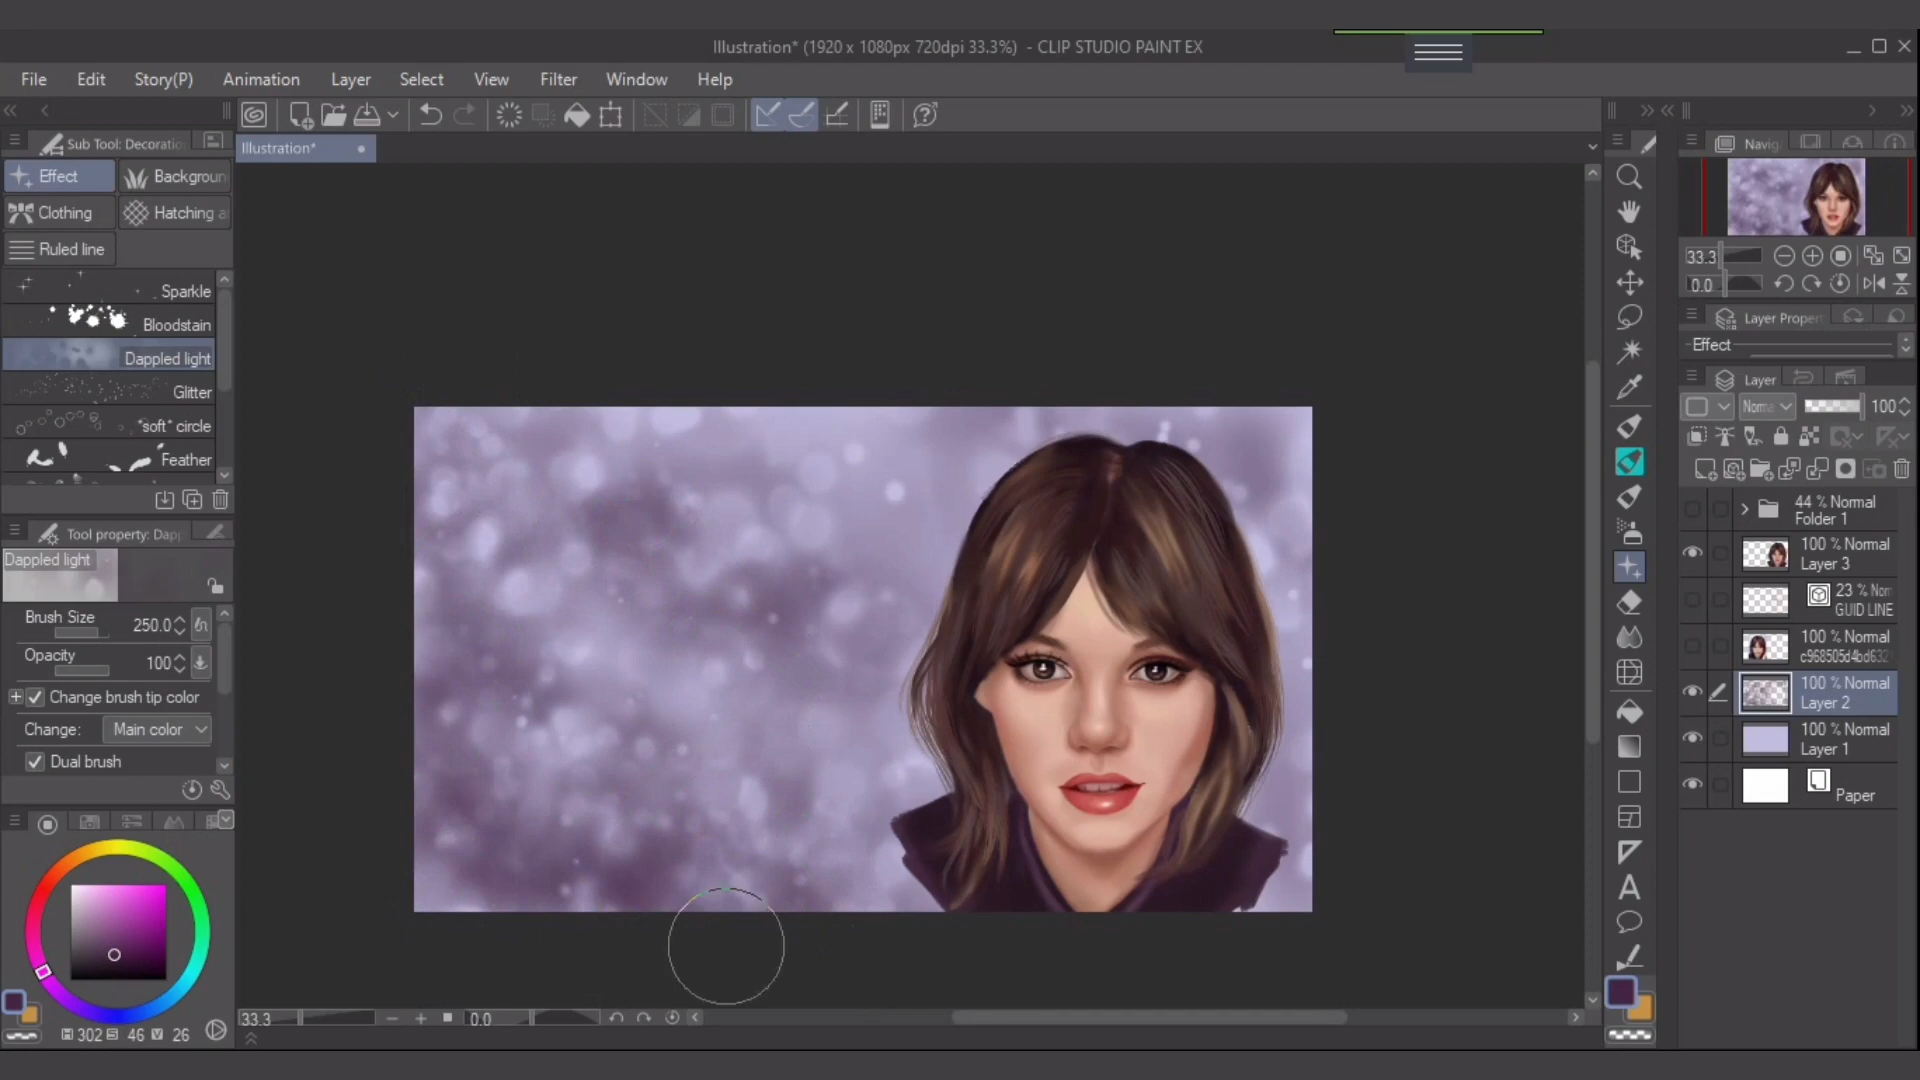 Illustration* (1920 x 1080px 720dpi 33.3%) - CLIP STUDIO PAINT EX
File Edit Story(P) Animation Layer Select View Filter Window Help
Sub Tool: Decoratio
Illustration*
Navig
Effect
Backgroun
Clothing
Hatching a
Ruled line
Sparkle
Bloodstain
Dappled light
Glitter
*soft* circle
Feather
Tool property: Dapp
Dappled light
Brush Size 250.0
Opacity 100
Change brush tip color
Change: Main color
Dual brush
H 302 S 46 V 26
33.3 0.0
33.3
0.0
Layer Propert
Effect
Layer
Norma 100
44 % Normal
Folder 1
100 % Normal
Layer 3
23 % Norn
GUID LINE
100 % Normal
c968505d4bd632
100 % Normal
Layer 2
100 % Normal
Layer 1
Paper